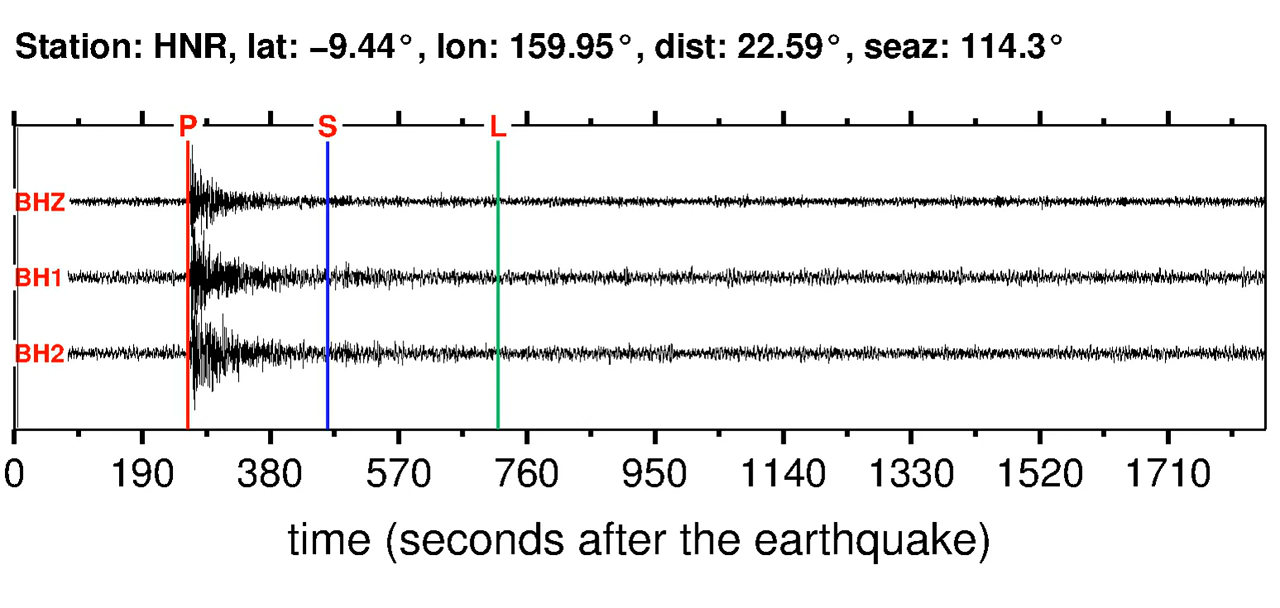 Station: HNR, lat: −9.44°, lon: 159.95°, dist: 22.59°, seaz: 114.3°
P S L
BHZ
BH1
BH2
0 190 380 570 760 950 1140 1330 1520 1710
time (seconds after the earthquake)